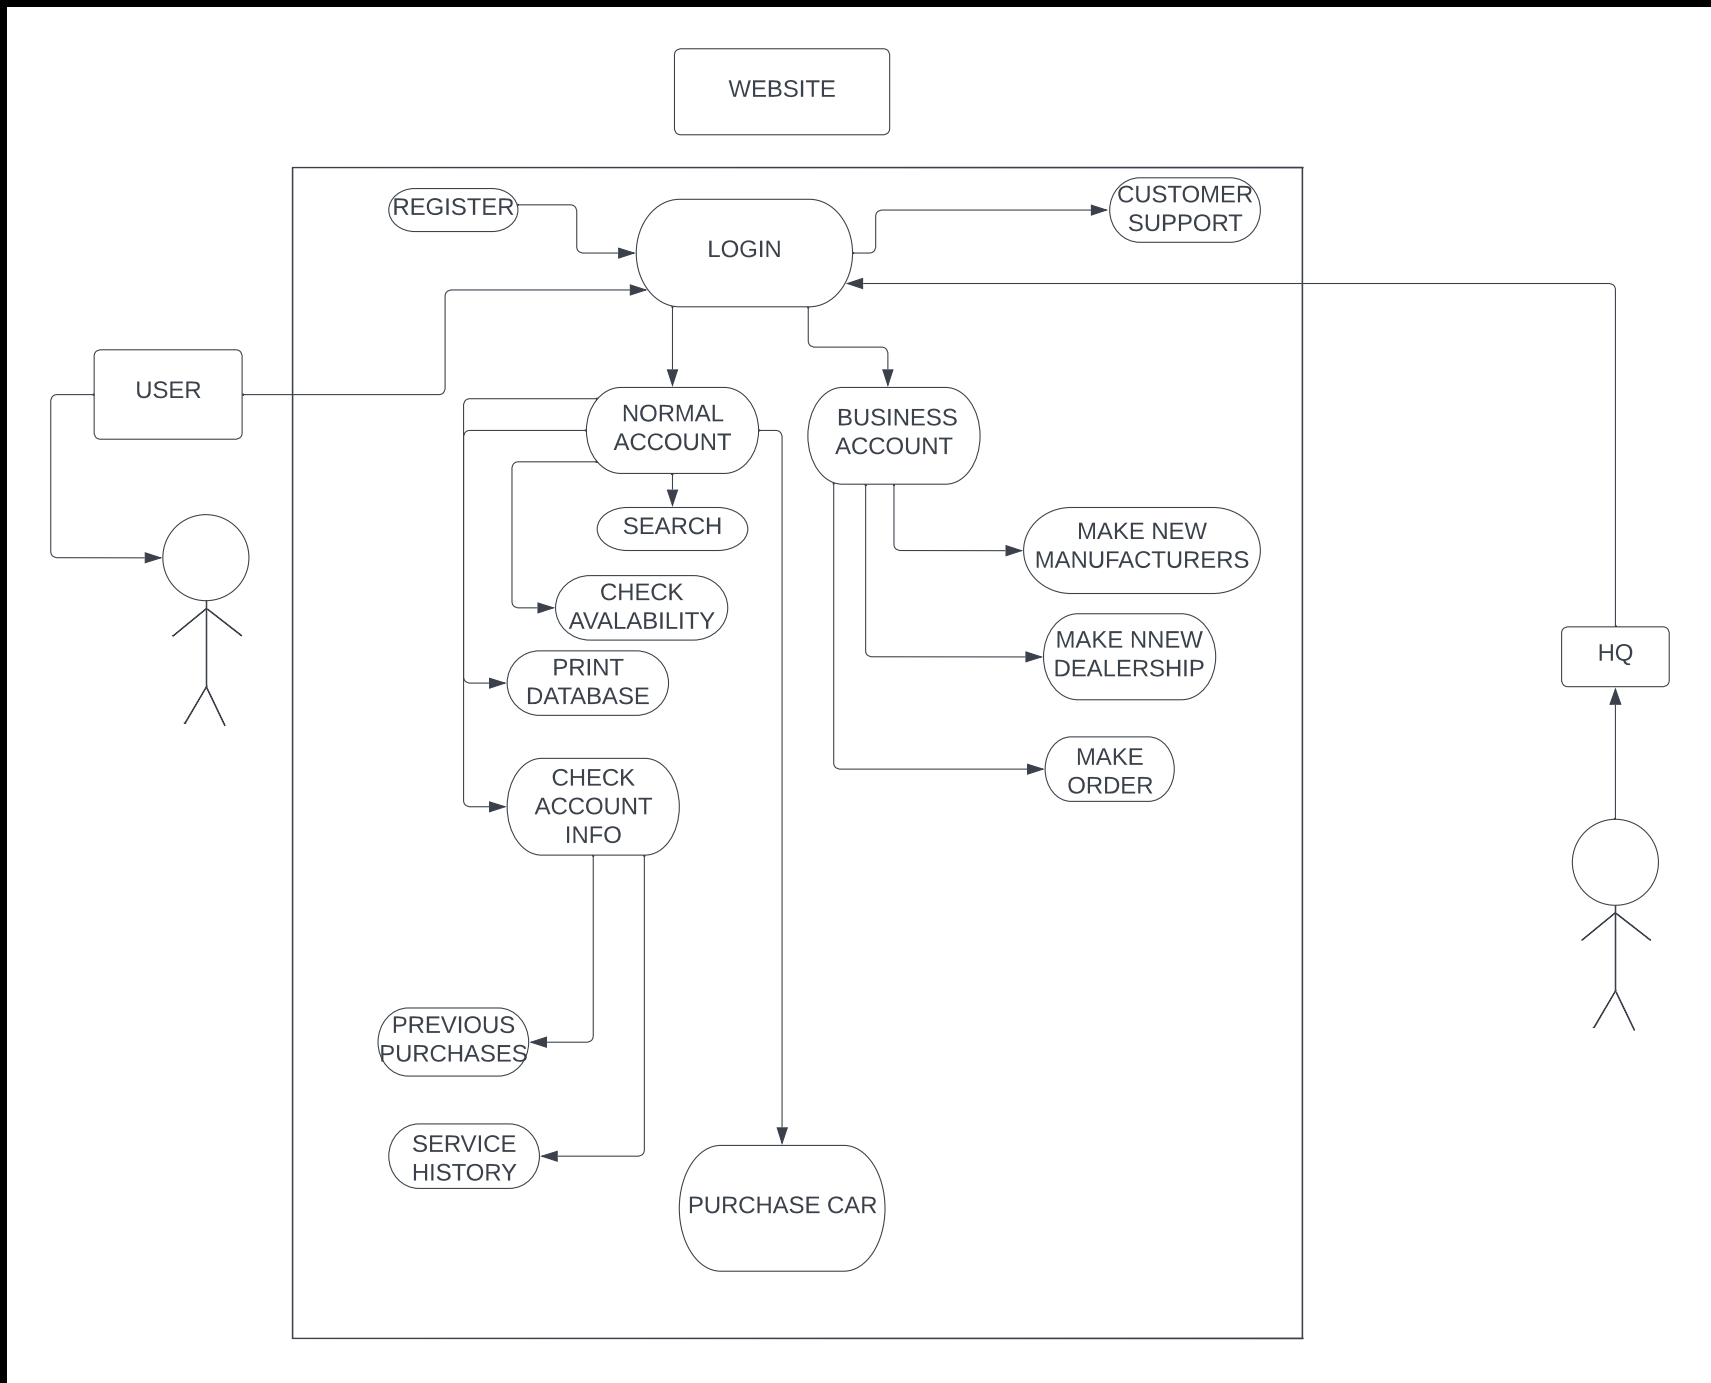 WEBSITE
REGISTER
LOGIN
CUSTOMER
SUPPORT
USER
NORMAL
ACCOUNT
BUSINESS
ACCOUNT
SEARCH
MAKE NEW
MANUFACTURERS
CHECK
AVALABILITY
MAKE NNEW
DEALERSHIP
HQ
PRINT
DATABASE
MAKE
ORDER
CHECK
ACCOUNT
INFO
PREVIOUS
PURCHASES
SERVICE
HISTORY
PURCHASE CAR